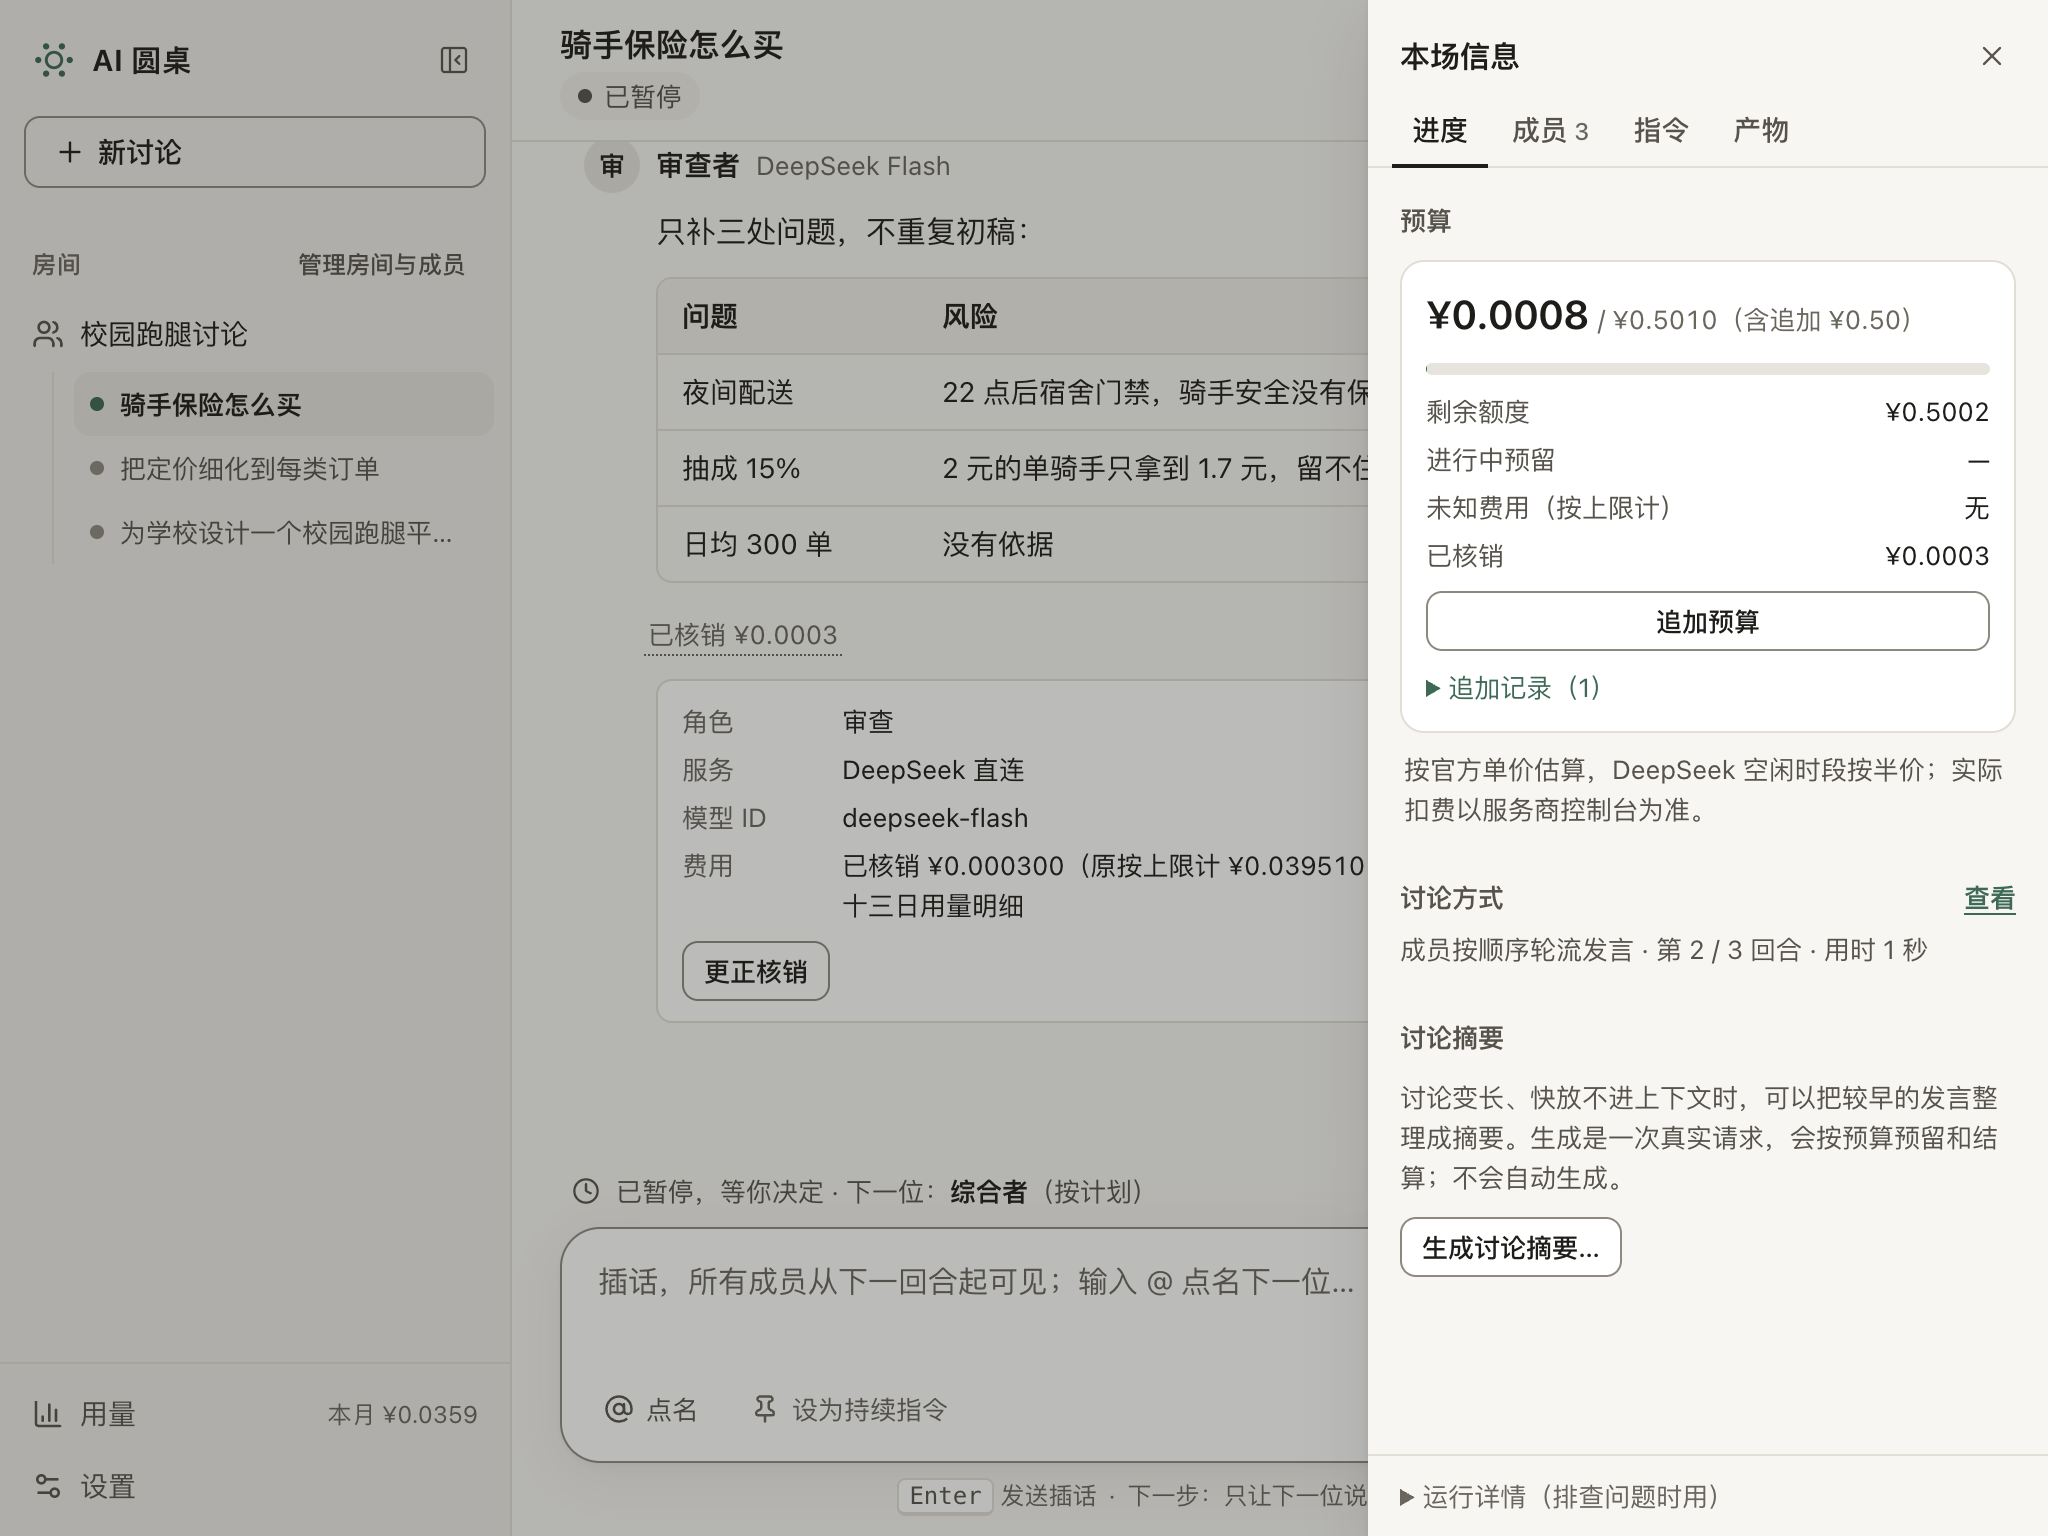 AI 圆桌
新讨论
房间
管理房间与成员
校园跑腿讨论
骑手保险怎么买
把定价细化到每类订单
为学校设计一个校园跑腿平...
用量
本月 ¥0.0359
设置
骑手保险怎么买
已暂停
审
审查者 DeepSeek Flash
只补三处问题，不重复初稿：
问题 风险
夜间配送 22 点后宿舍门禁，骑手安全没有保
抽成 15% 2 元的单骑手只拿到 1.7 元，留不住
日均 300 单 没有依据
已核销 ¥0.0003
角色 审查
服务 DeepSeek 直连
模型 ID deepseek-flash
费用 已核销 ¥0.000300（原按上限计 ¥0.039510
十三日用量明细
更正核销
已暂停，等你决定 · 下一位：综合者（按计划）
插话，所有成员从下一回合起可见；输入 @ 点名下一位...
点名
设为持续指令
Enter 发送插话 · 下一步：只让下一位说
本场信息
进度 成员 3 指令 产物
预算
¥0.0008 / ¥0.5010（含追加 ¥0.50）
剩余额度 ¥0.5002
进行中预留 —
未知费用（按上限计） 无
已核销 ¥0.0003
追加预算
追加记录（1）
按官方单价估算，DeepSeek 空闲时段按半价；实际
扣费以服务商控制台为准。
讨论方式 查看
成员按顺序轮流发言 · 第 2 / 3 回合 · 用时 1 秒
讨论摘要
讨论变长、快放不进上下文时，可以把较早的发言整
理成摘要。生成是一次真实请求，会按预算预留和结
算；不会自动生成。
生成讨论摘要...
运行详情（排查问题时用）